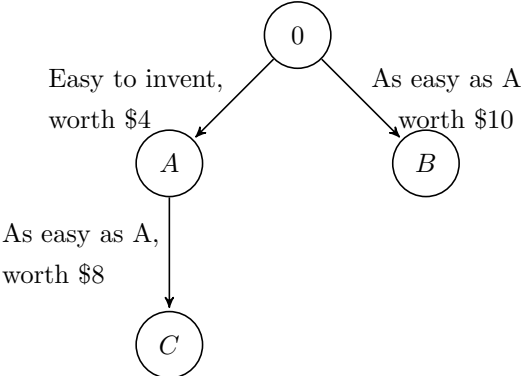 0
Easy to invent,
worth $4
As easy as A
worth $10
A
B
As easy as A,
worth $8
C